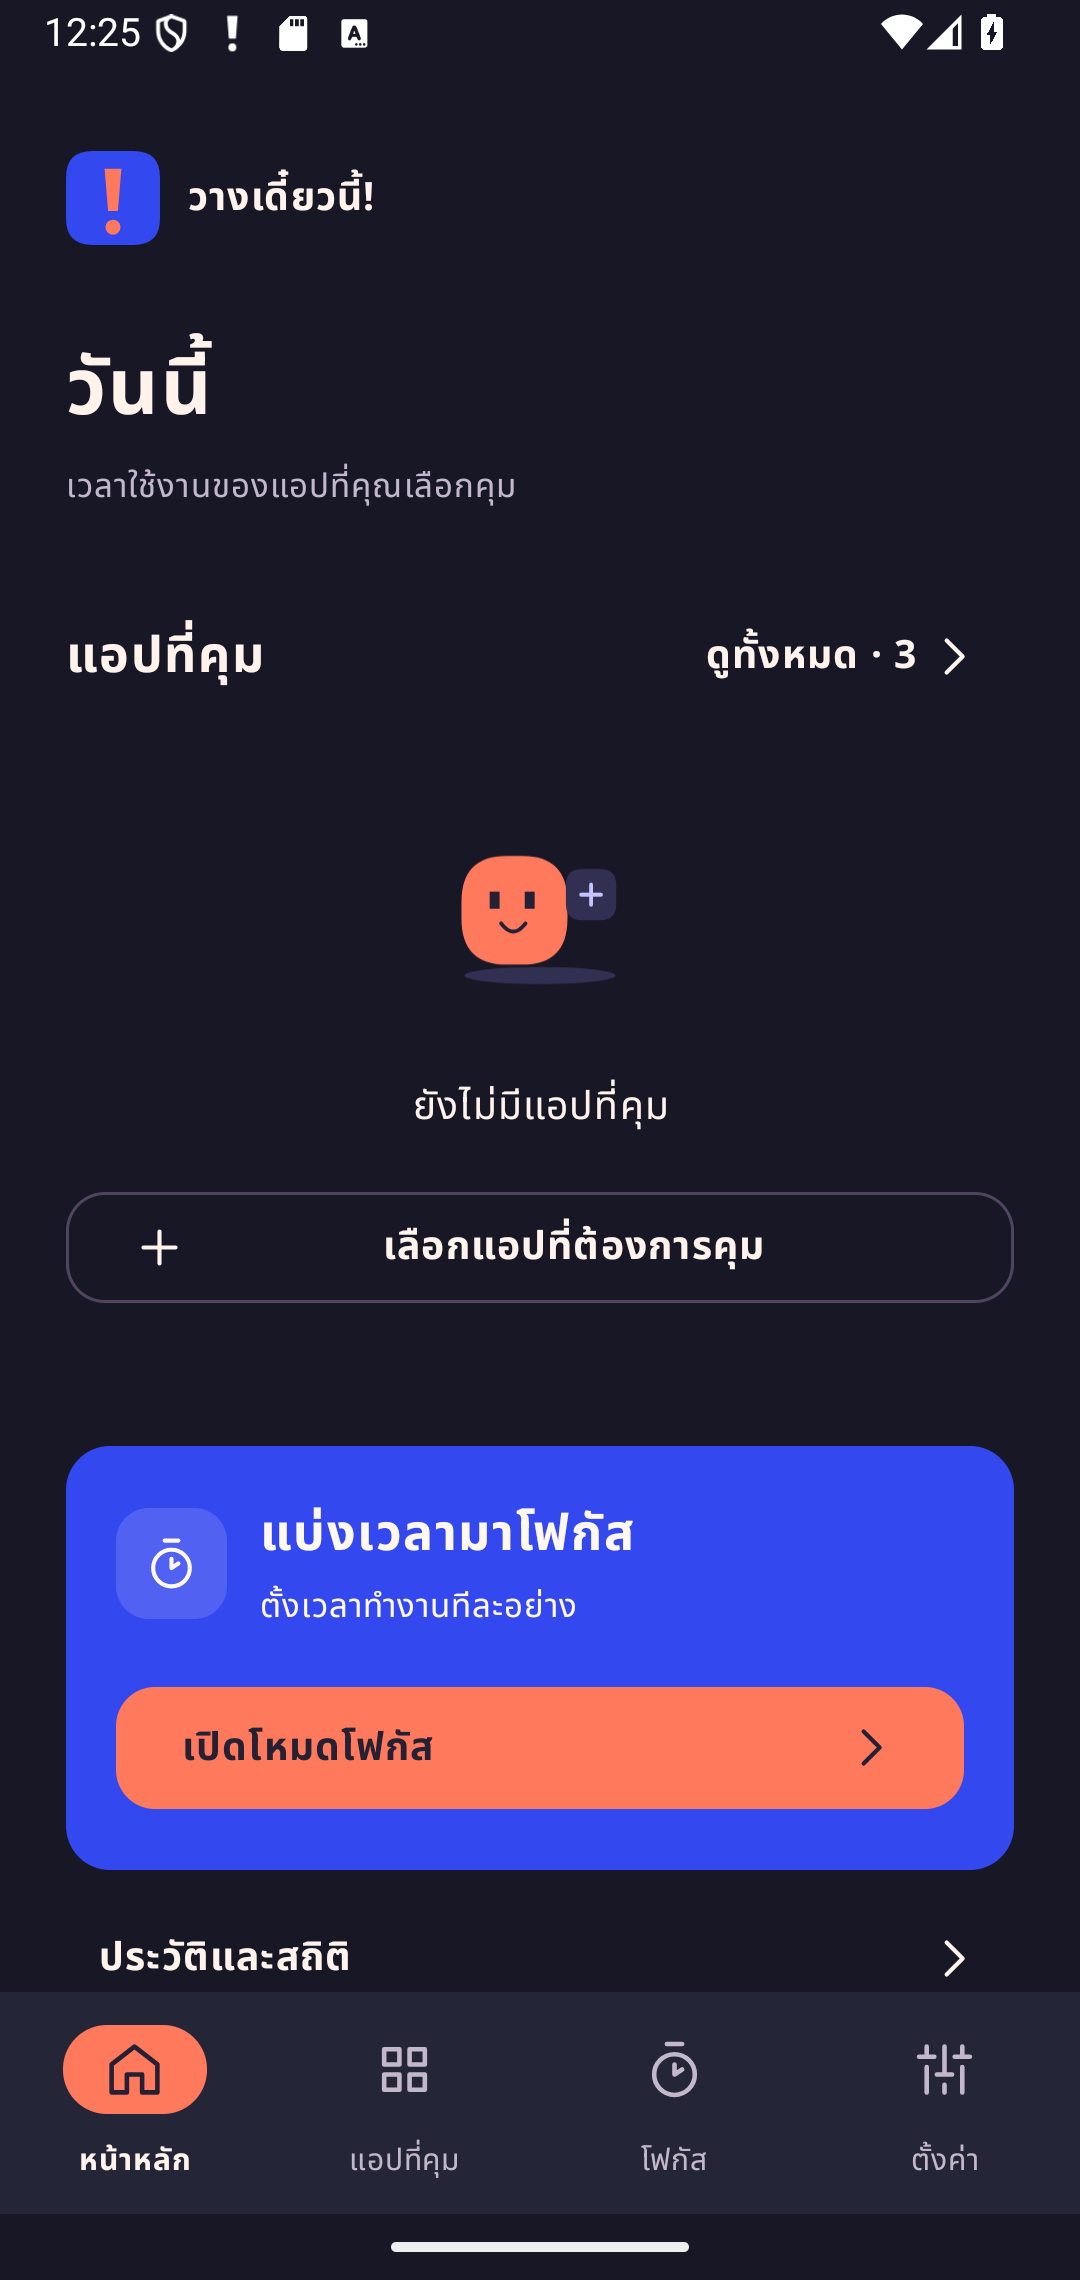 12:25
วางเดี๋ยวนี้!
วันนี้
เวลาใช้งานของแอปที่คุณเลือกคุม
แอปที่คุม
ดูทั้งหมด · 3
ยังไม่มีแอปที่คุม
เลือกแอปที่ต้องการคุม
แบ่งเวลามาโฟกัส
ตั้งเวลาทำงานทีละอย่าง
เปิดโหมดโฟกัส
ประวัติและสถิติ
หน้าหลัก
แอปที่คุม
โฟกัส
ตั้งค่า